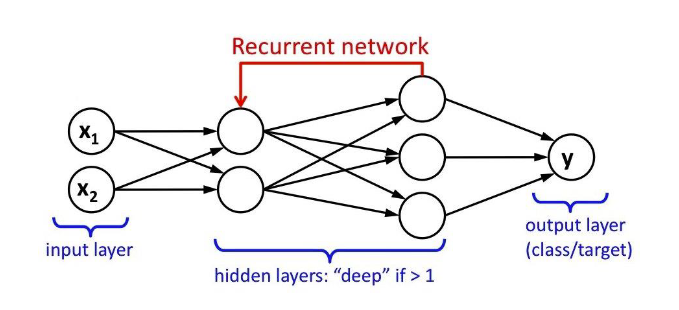 Recurrent network
x1
x2
y
input layer
hidden layers: “deep” if > 1
output layer
(class/target)